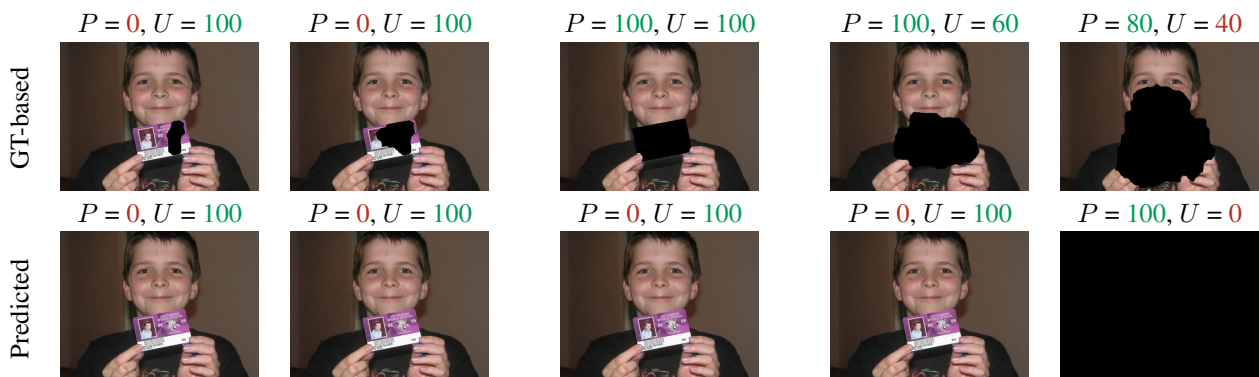 P = 0, U = 100 P = 0, U = 100 P = 100, U = 100 P = 100, U = 60 P = 80, U = 40
GT-based
P = 0, U = 100 P = 0, U = 100 P = 0, U = 100 P = 0, U = 100 P = 100, U = 0
Predicted